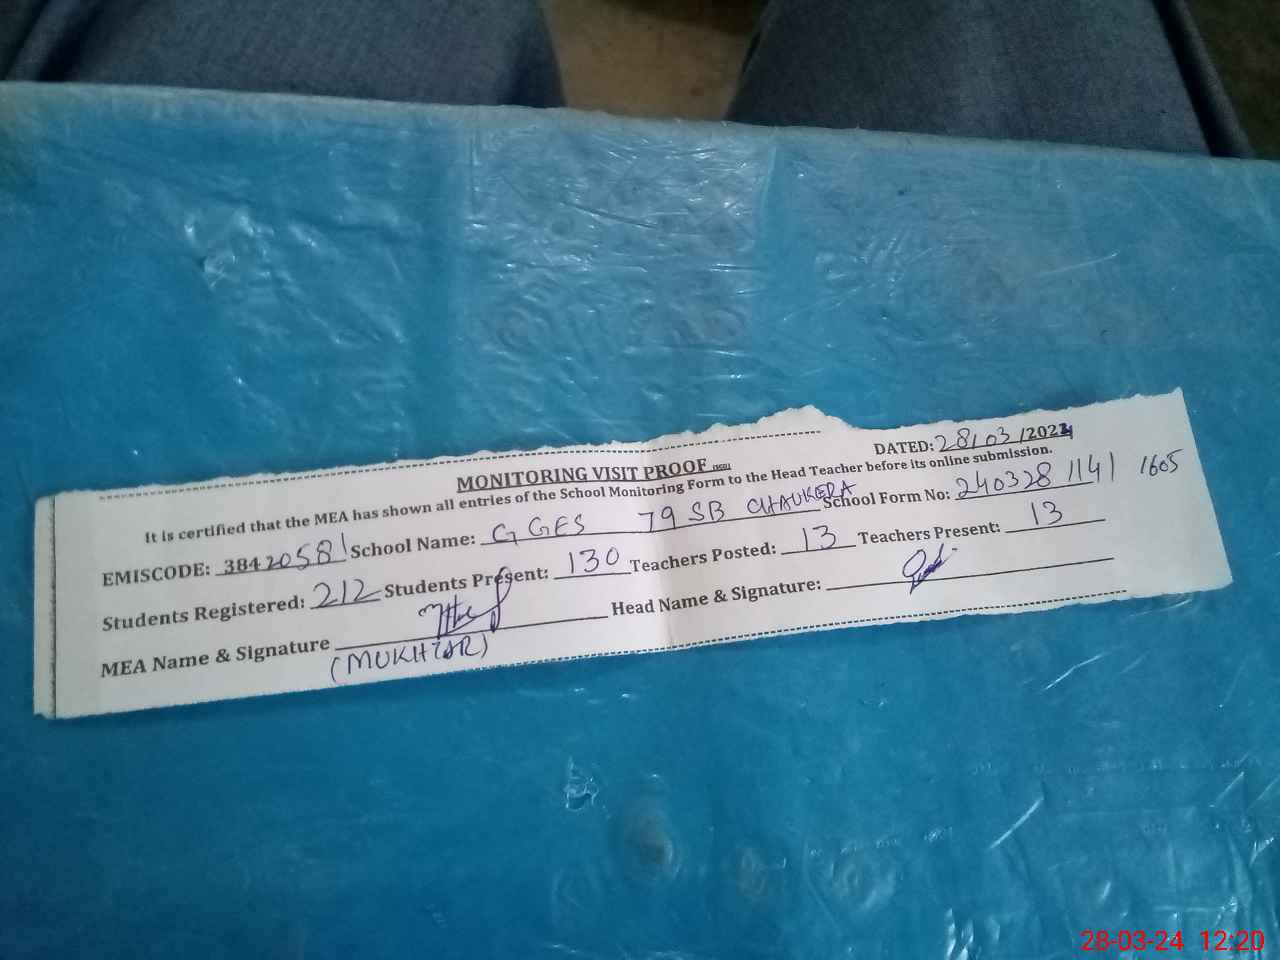 DATED: 28/03/2024
MONITORING VISIT PROOF
It is certified that the MEA has shown all entries of the School Monitoring Form to the Head Teacher before its online submission.
EMISCODE: 38420581 School Name: GGES 79 SB CHAUKERA School Form No: 240328 1141 1605
Students Registered: 212 Students Present: 130 Teachers Posted: 13 Teachers Present: 13
MEA Name & Signature Head Name & Signature:
(MUKHTAR)
28-03-24 12:20